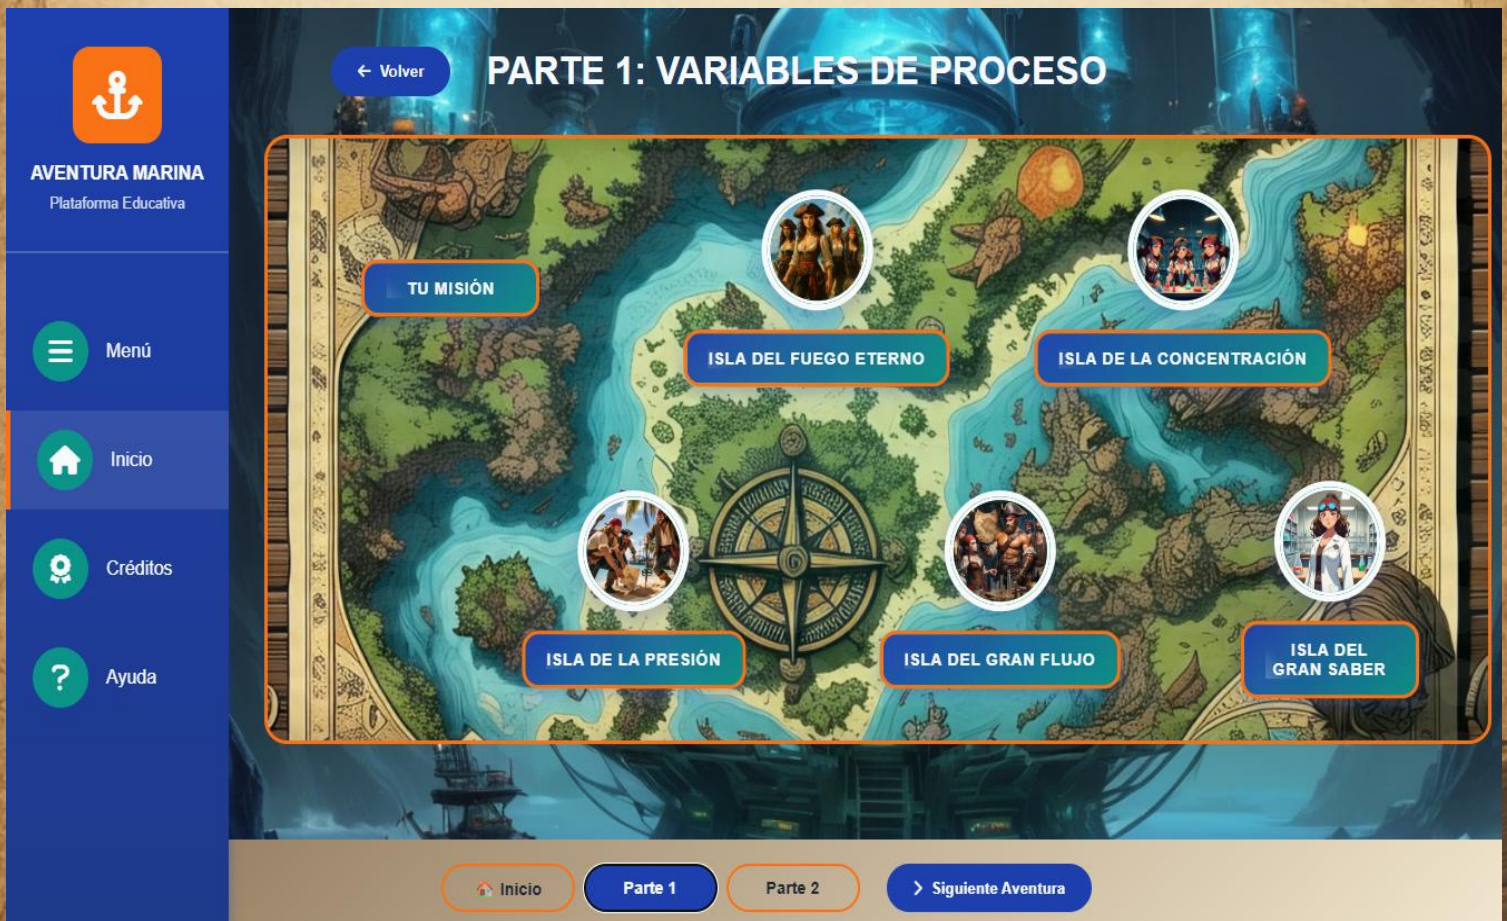 AVENTURA MARINA
Plataforma Educativa
Menú
Inicio
Créditos
Ayuda
← Volver
PARTE 1: VARIABLES DE PROCESO
TU MISIÓN
ISLA DEL FUEGO ETERNO
ISLA DE LA CONCENTRACIÓN
ISLA DE LA PRESIÓN
ISLA DEL GRAN FLUJO
ISLA DEL
GRAN SABER
Inicio
Parte 1
Parte 2
Siguiente Aventura